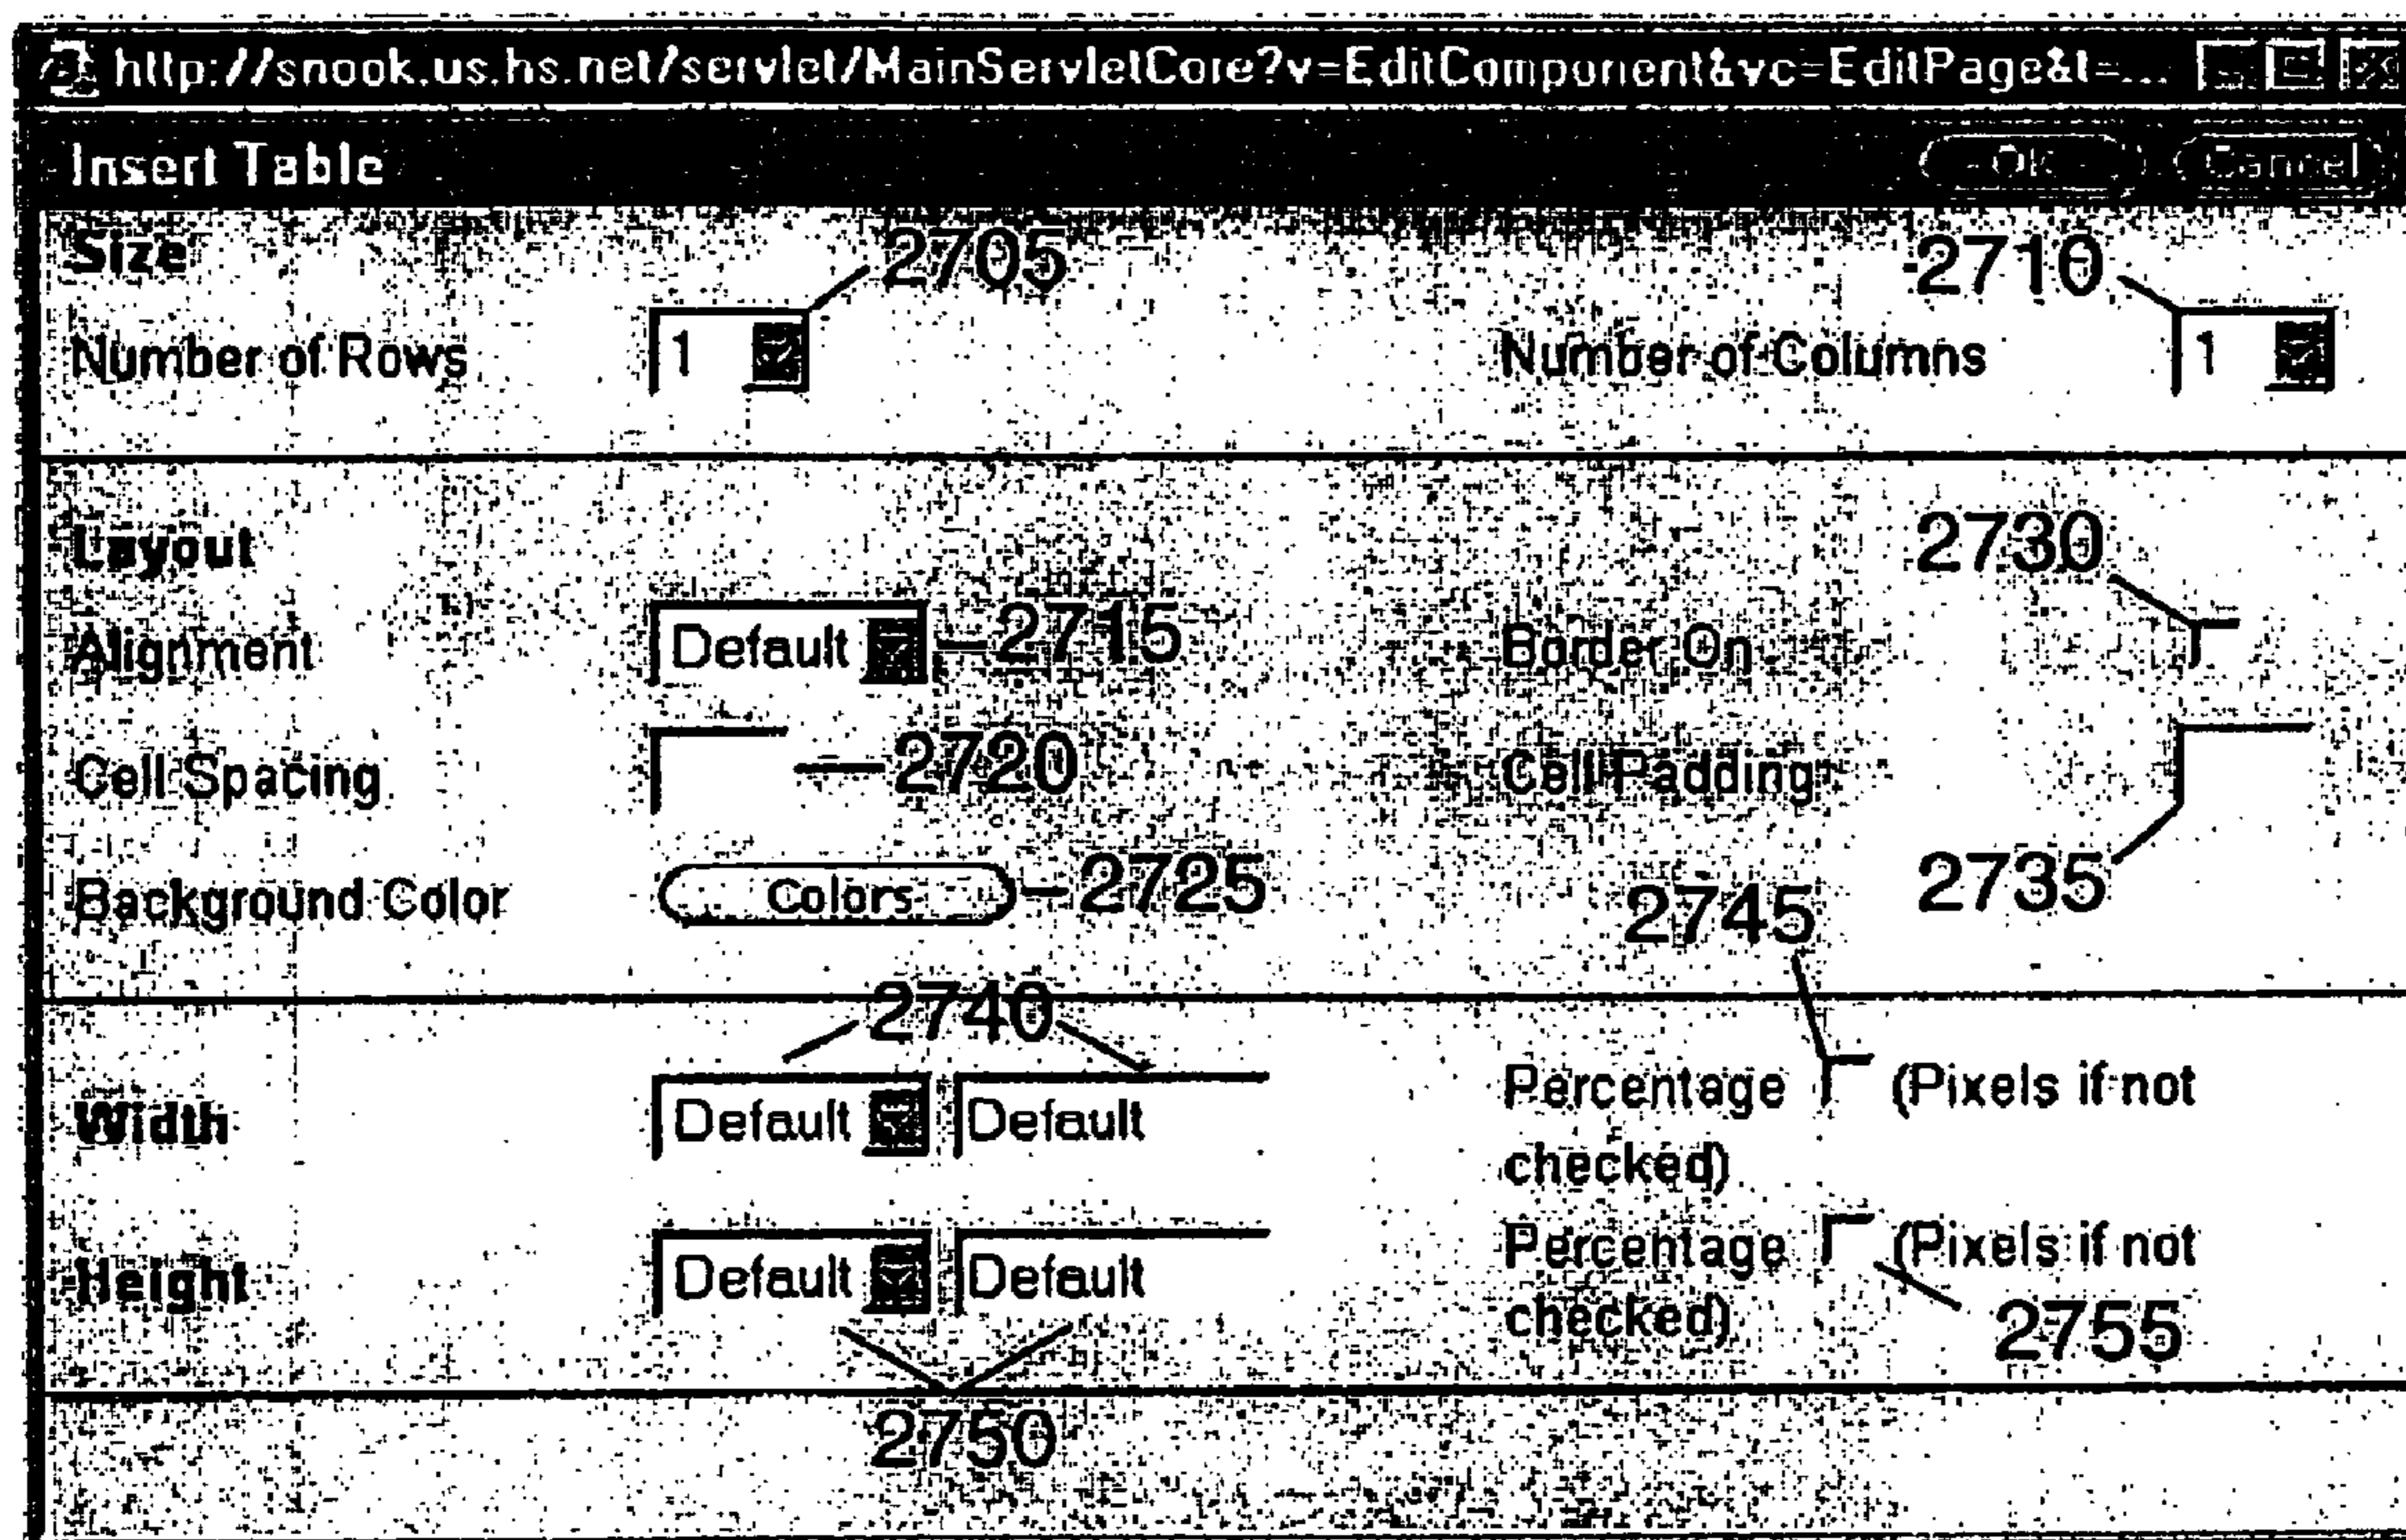 http://snook.us.hs.net/servlet/MainServletCore?v=EditComponent&vc=EditPage&t=...
Insert Table Ok Cancel
Size 2705 2710
Number of Rows 1 Number of Columns 1
Layout 2730
Alignment Default 2715 Border On
Cell Spacing 2720 Cell Padding
Background Color Colors 2725 2745 2735
2740
Width Default Default Percentage (Pixels if not
checked)
Height Default Default Percentage (Pixels if not
checked) 2755
2750